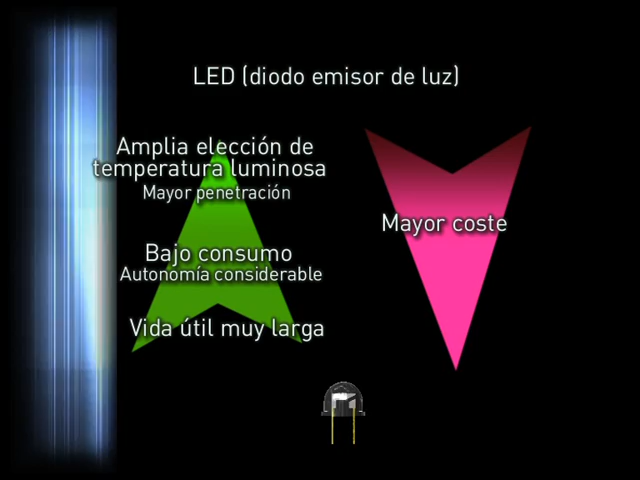 LED (diodo emisor de luz)
Amplia elección de
temperatura luminosa
Mayor penetración
Bajo consumo
Autonomía considerable
Vida útil muy larga
Mayor coste